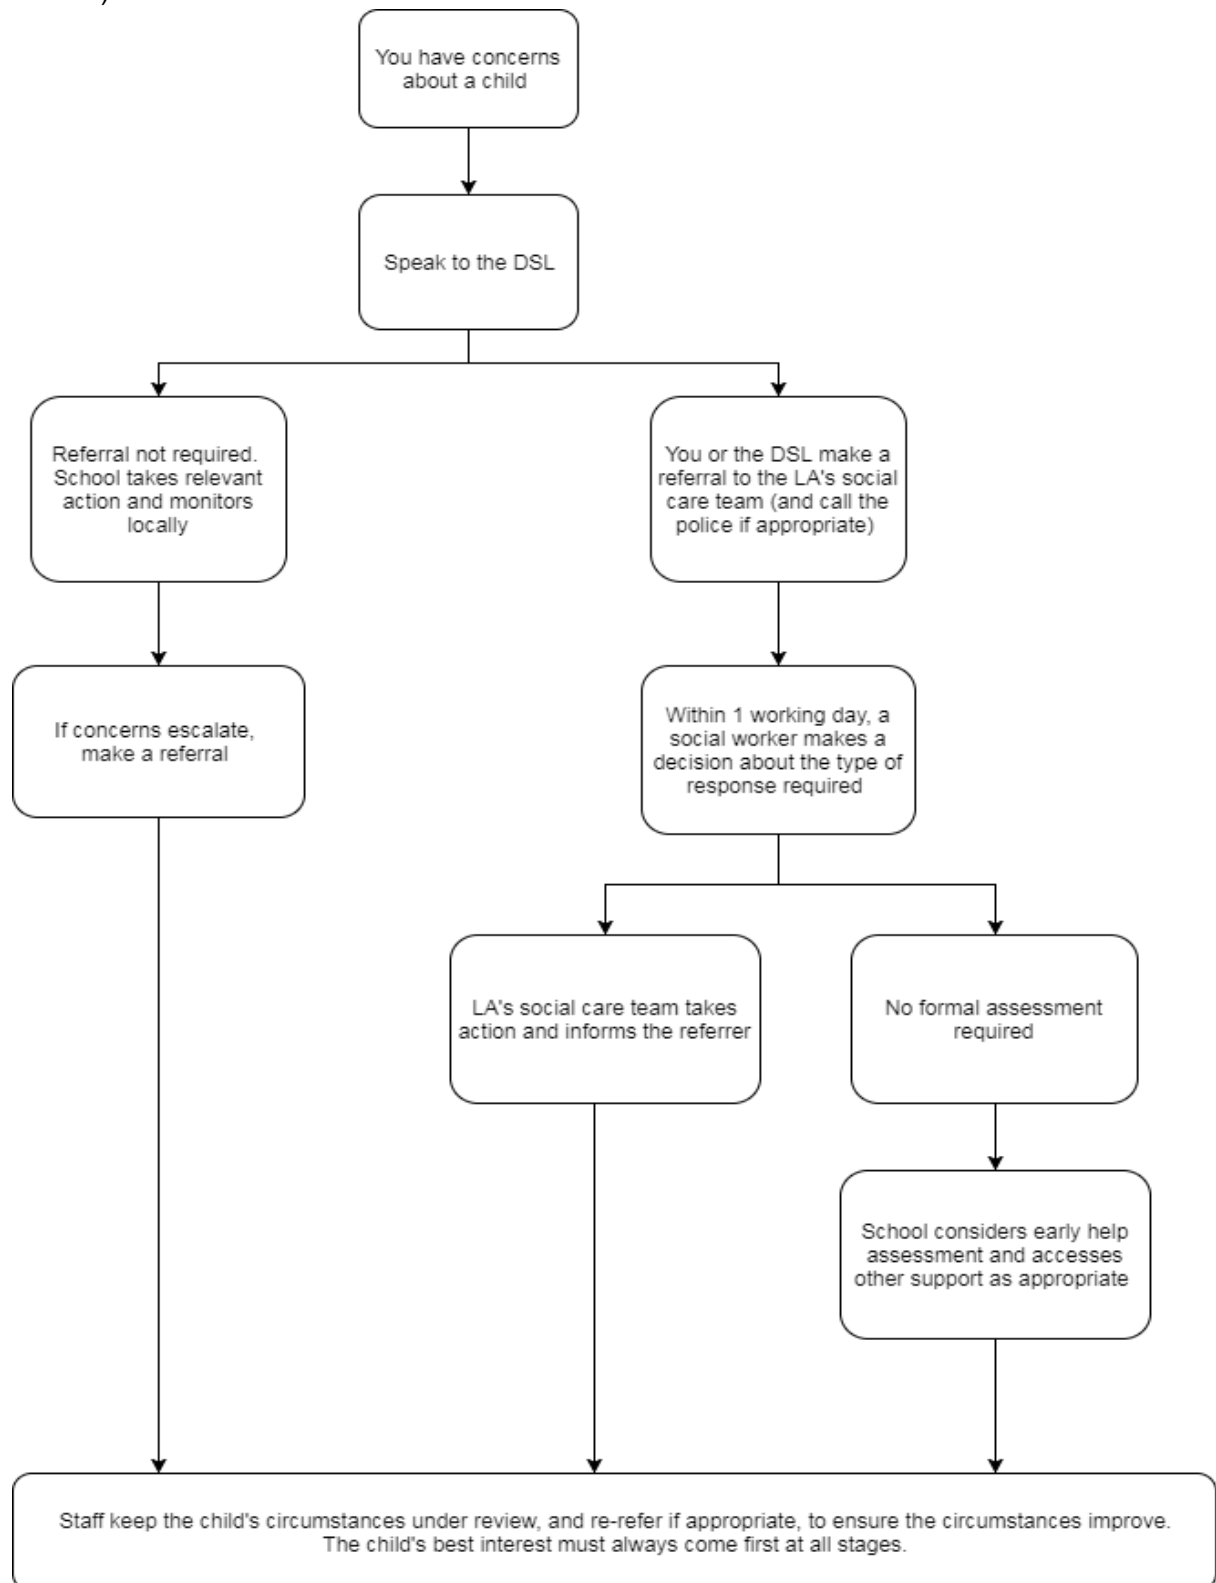 )
You have concerns
about a child
Speak to the DSL
Referral not required.
School takes relevant
action and monitors
locally
You or the DSL make a
referral to the LA's social
care team (and call the
police if appropriate)
If concerns escalate,
make a referral
Within 1 working day, a
social worker makes a
decision about the type of
response required
LA's social care team takes
action and informs the referrer
No formal assessment
required
School considers early help
assessment and accesses
other support as appropriate
Staff keep the child's circumstances under review, and re-refer if appropriate, to ensure the circumstances improve.
The child's best interest must always come first at all stages.